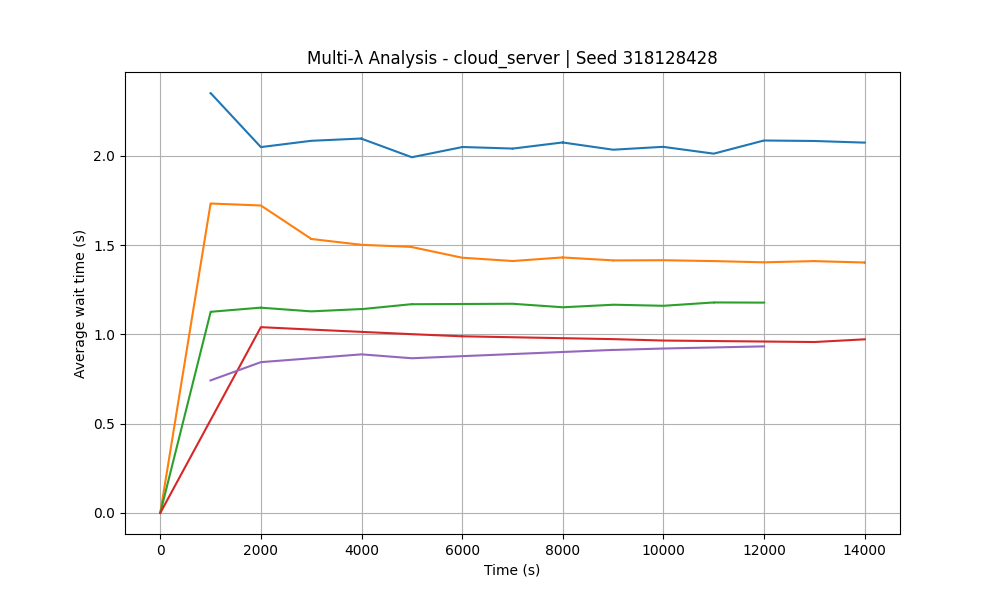 Multi-λ Analysis - cloud_server | Seed 318128428
Average wait time (s)
2.0
1.5
1.0
0.5
0.0
0 2000 4000 6000 8000 10000 12000 14000
Time (s)